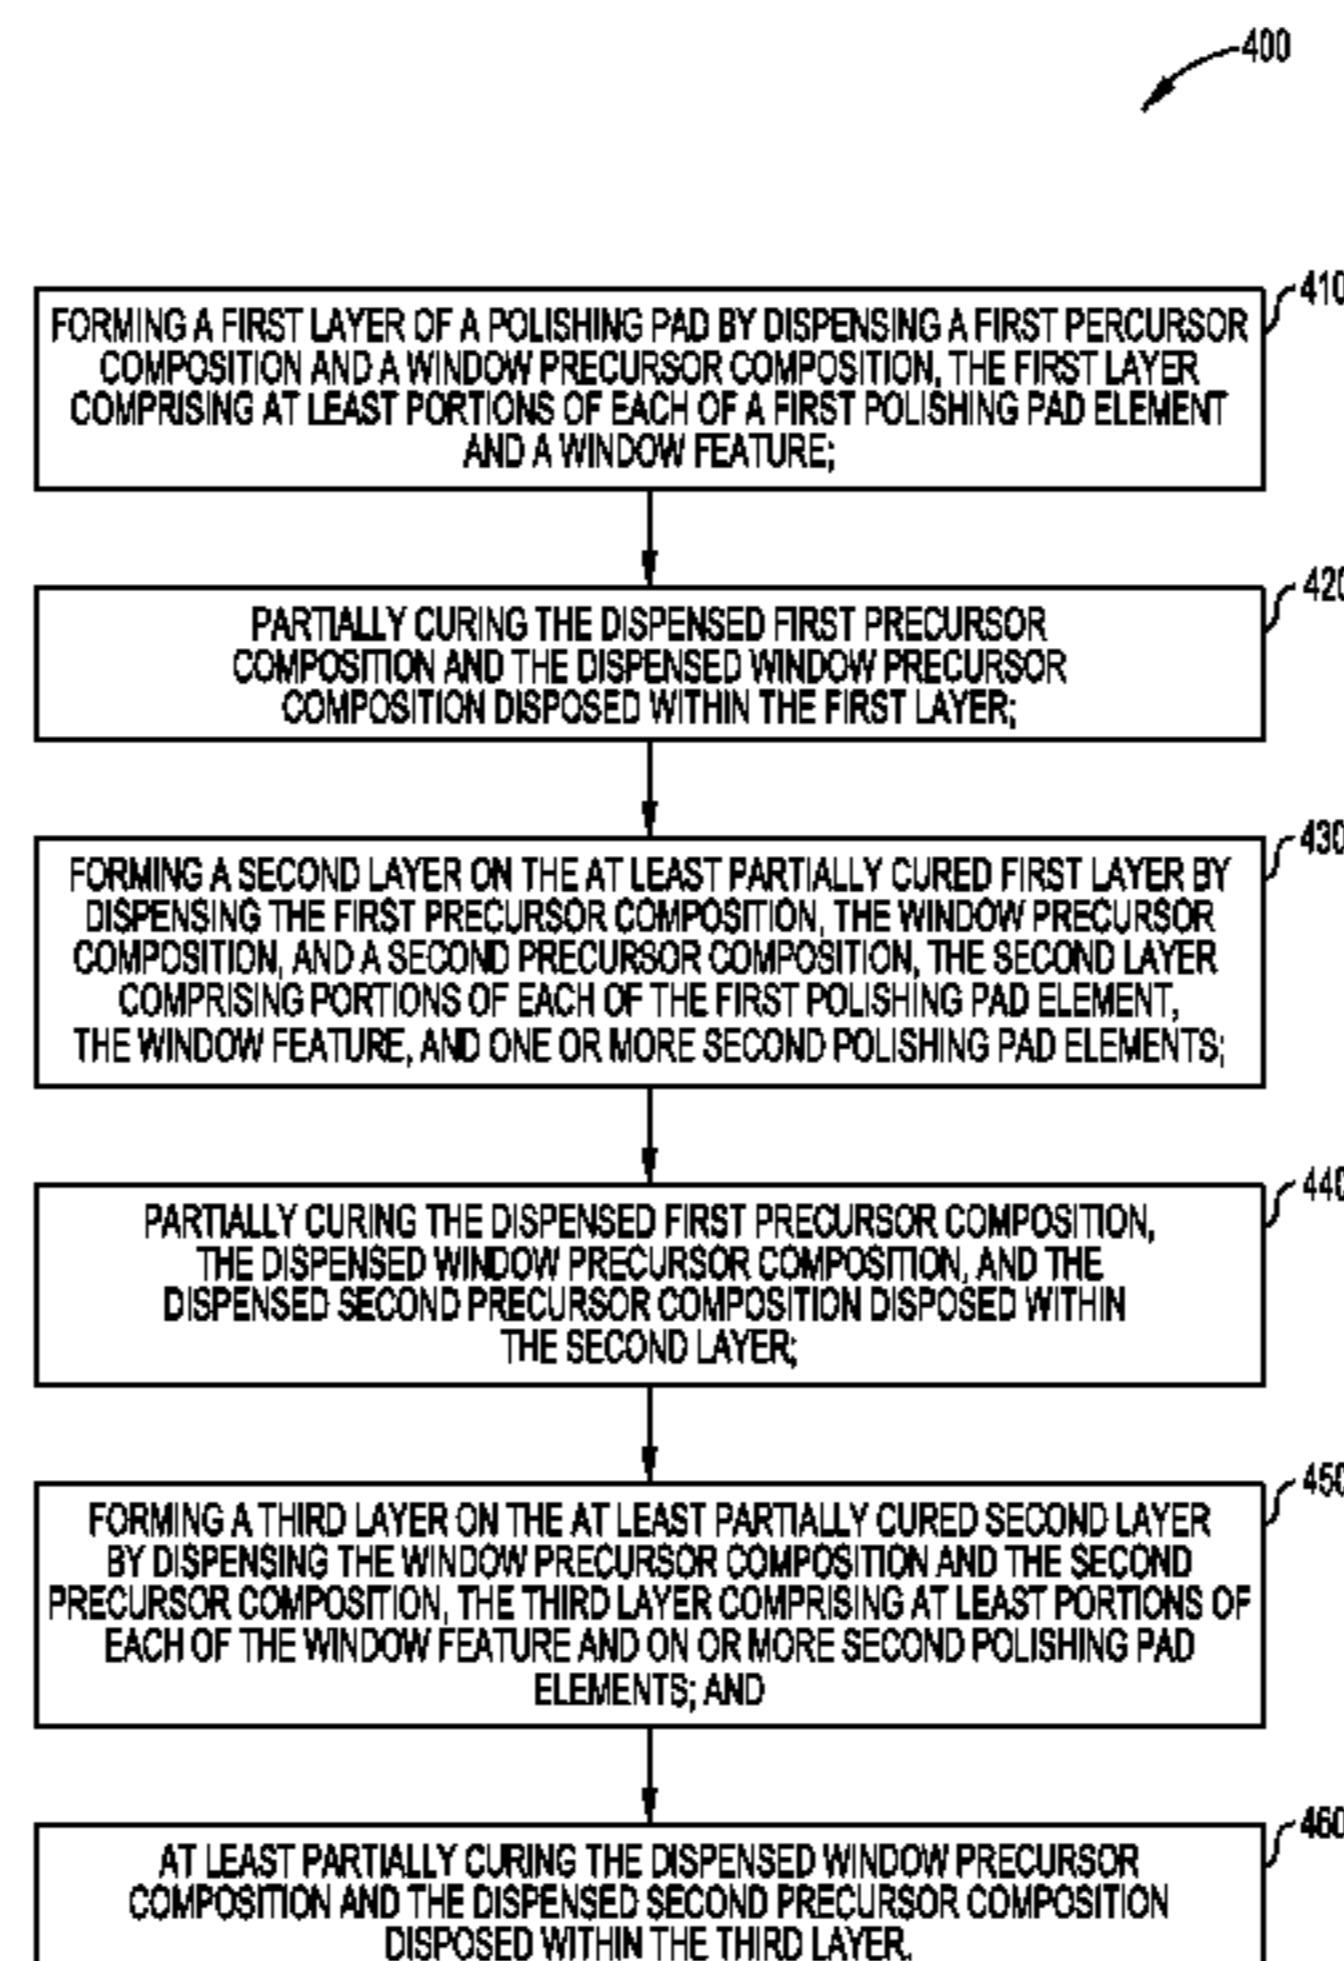 400
410
FORMING A FIRST LAYER OF A POLISHING PAD BY DISPENSING A FIRST PERCURSOR
COMPOSITION AND A WINDOW PRECURSOR COMPOSITION, THE FIRST LAYER
COMPRISING AT LEAST PORTIONS OF EACH OF A FIRST POLISHING PAD ELEMENT
AND A WINDOW FEATURE;
420
PARTIALLY CURING THE DISPENSED FIRST PRECURSOR
COMPOSITION AND THE DISPENSED WINDOW PRECURSOR
COMPOSITION DISPOSED WITHIN THE FIRST LAYER;
430
FORMING A SECOND LAYER ON THE AT LEAST PARTIALLY CURED FIRST LAYER BY
DISPENSING THE FIRST PRECURSOR COMPOSITION, THE WINDOW PRECURSOR
COMPOSITION, AND A SECOND PRECURSOR COMPOSITION, THE SECOND LAYER
COMPRISING PORTIONS OF EACH OF THE FIRST POLISHING PAD ELEMENT,
THE WINDOW FEATURE, AND ONE OR MORE SECOND POLISHING PAD ELEMENTS;
440
PARTIALLY CURING THE DISPENSED FIRST PRECURSOR COMPOSITION,
THE DISPENSED WINDOW PRECURSOR COMPOSITION, AND THE
DISPENSED SECOND PRECURSOR COMPOSITION DISPOSED WITHIN
THE SECOND LAYER;
450
FORMING A THIRD LAYER ON THE AT LEAST PARTIALLY CURED SECOND LAYER
BY DISPENSING THE WINDOW PRECURSOR COMPOSITION AND THE SECOND
PRECURSOR COMPOSITION, THE THIRD LAYER COMPRISING AT LEAST PORTIONS OF
EACH OF THE WINDOW FEATURE AND ON OR MORE SECOND POLISHING PAD
ELEMENTS; AND
460
AT LEAST PARTIALLY CURING THE DISPENSED WINDOW PRECURSOR
COMPOSITION AND THE DISPENSED SECOND PRECURSOR COMPOSITION
DISPOSED WITHIN THE THIRD LAYER.